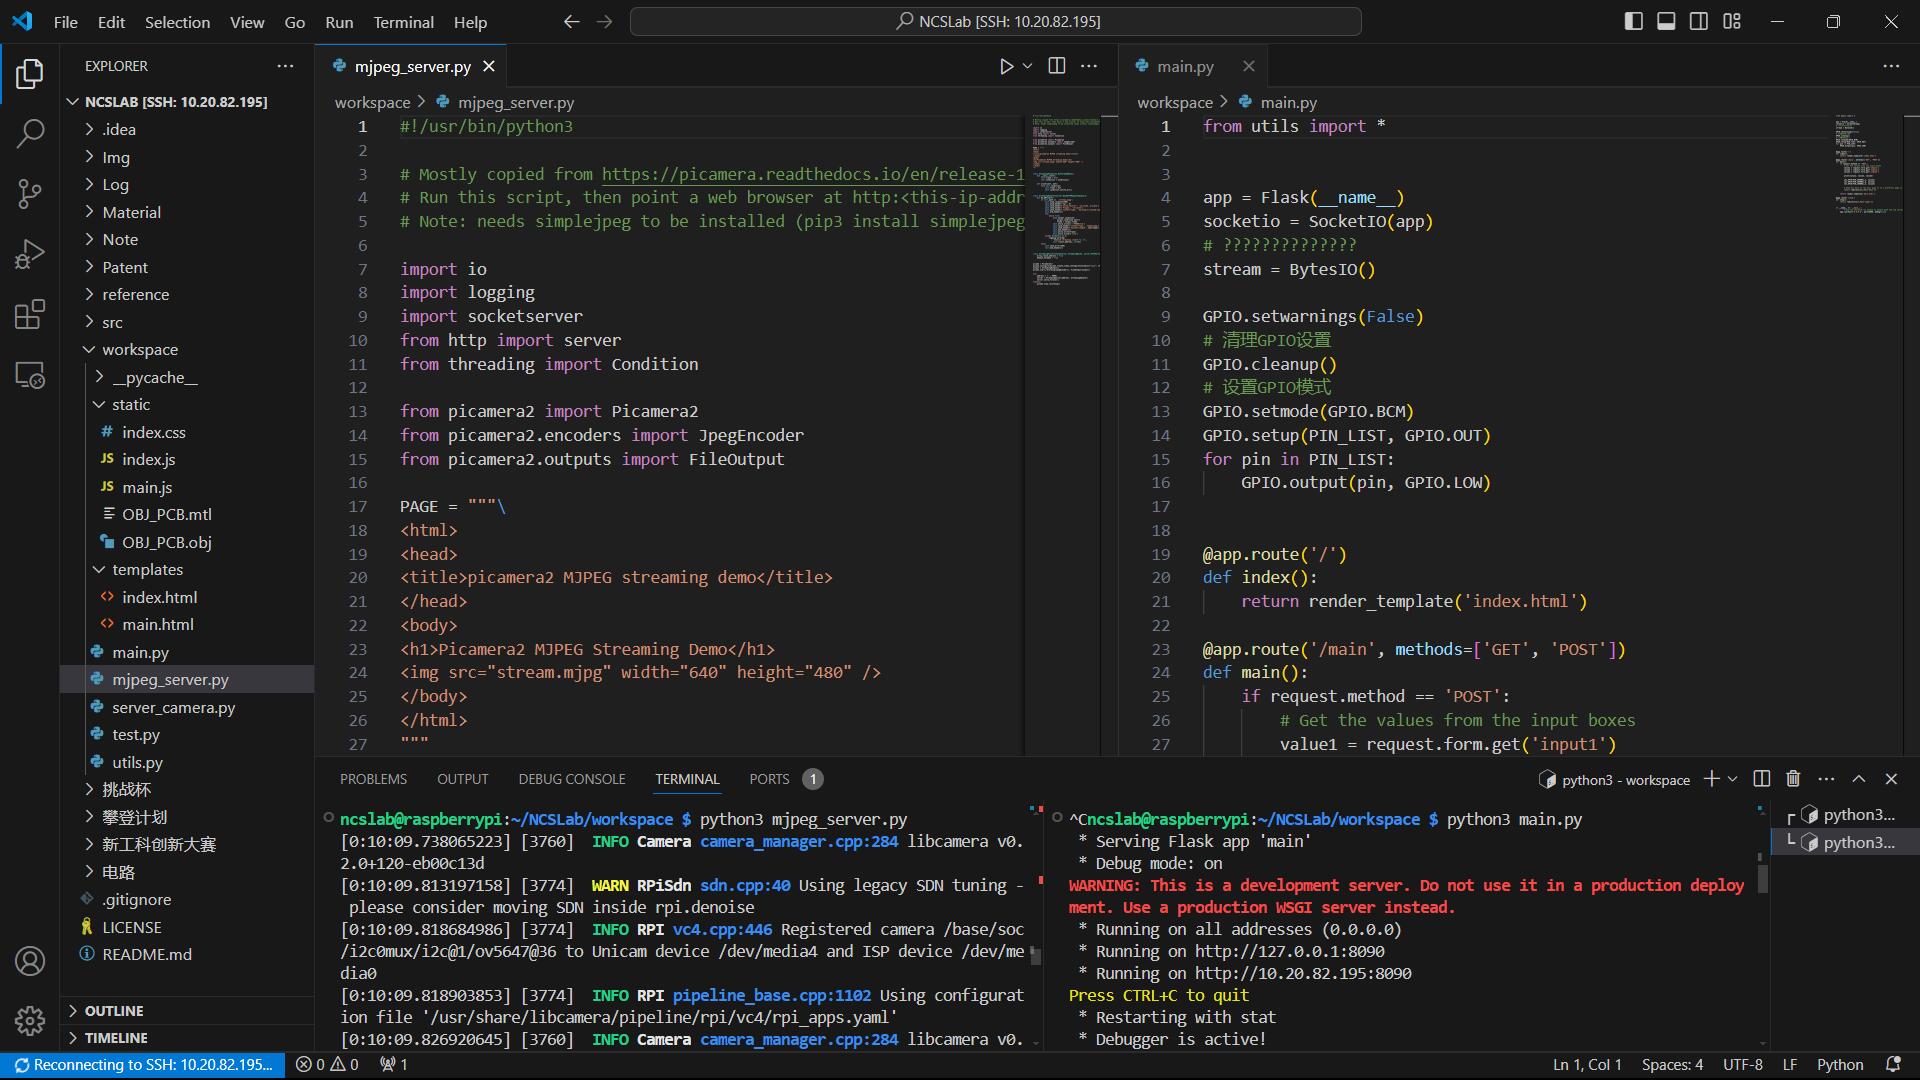 File Edit Selection View Go Run Terminal Help
NCSLab [SSH: 10.20.82.195]
EXPLORER
NCSLAB [SSH: 10.20.82.195]
.idea
Img
Log
Material
Note
Patent
reference
src
workspace
__pycache__
static
# index.css
JS index.js
JS main.js
OBJ_PCB.mtl
OBJ_PCB.obj
templates
<> index.html
<> main.html
main.py
mjpeg_server.py
server_camera.py
test.py
utils.py
挑战杯
攀登计划
新工科创新大赛
电路
.gitignore
LICENSE
README.md
OUTLINE
TIMELINE
mjpeg_server.py
workspace > mjpeg_server.py
1 #!/usr/bin/python3
2
3 # Mostly copied from https://picamera.readthedocs.io/en/release-1
4 # Run this script, then point a web browser at http:<this-ip-addr
5 # Note: needs simplejpeg to be installed (pip3 install simplejpeg
6
7 import io
8 import logging
9 import socketserver
10 from http import server
11 from threading import Condition
12
13 from picamera2 import Picamera2
14 from picamera2.encoders import JpegEncoder
15 from picamera2.outputs import FileOutput
16
17 PAGE = """\
18 <html>
19 <head>
20 <title>picamera2 MJPEG streaming demo</title>
21 </head>
22 <body>
23 <h1>Picamera2 MJPEG Streaming Demo</h1>
24 <img src="stream.mjpg" width="640" height="480" />
25 </body>
26 </html>
27 """
main.py
workspace > main.py
1 from utils import *
2
3
4 app = Flask(__name__)
5 socketio = SocketIO(app)
6 # ??????????????
7 stream = BytesIO()
8
9 GPIO.setwarnings(False)
10 # 清理GPIO设置
11 GPIO.cleanup()
12 # 设置GPIO模式
13 GPIO.setmode(GPIO.BCM)
14 GPIO.setup(PIN_LIST, GPIO.OUT)
15 for pin in PIN_LIST:
16 GPIO.output(pin, GPIO.LOW)
17
18
19 @app.route('/')
20 def index():
21 return render_template('index.html')
22
23 @app.route('/main', methods=['GET', 'POST'])
24 def main():
25 if request.method == 'POST':
26 # Get the values from the input boxes
27 value1 = request.form.get('input1')
PROBLEMS OUTPUT DEBUG CONSOLE TERMINAL PORTS 1
python3 - workspace
ncslab@raspberrypi:~/NCSLab/workspace $ python3 mjpeg_server.py
[0:10:09.738065223] [3760] INFO Camera camera_manager.cpp:284 libcamera v0.
2.0+120-eb00c13d
[0:10:09.813197158] [3774] WARN RPiSdn sdn.cpp:40 Using legacy SDN tuning -
please consider moving SDN inside rpi.denoise
[0:10:09.818684986] [3774] INFO RPI vc4.cpp:446 Registered camera /base/soc
/i2c0mux/i2c@1/ov5647@36 to Unicam device /dev/media4 and ISP device /dev/me
dia0
[0:10:09.818903853] [3774] INFO RPI pipeline_base.cpp:1102 Using configurat
ion file '/usr/share/libcamera/pipeline/rpi/vc4/rpi_apps.yaml'
[0:10:09.826920645] [3760] INFO Camera camera_manager.cpp:284 libcamera v0.
^Cncslab@raspberrypi:~/NCSLab/workspace $ python3 main.py
* Serving Flask app 'main'
* Debug mode: on
WARNING: This is a development server. Do not use it in a production deploy
ment. Use a production WSGI server instead.
* Running on all addresses (0.0.0.0)
* Running on http://127.0.0.1:8090
* Running on http://10.20.82.195:8090
Press CTRL+C to quit
* Restarting with stat
* Debugger is active!
python3...
python3...
Reconnecting to SSH: 10.20.82.195... 0 0 1
Ln 1, Col 1 Spaces: 4 UTF-8 LF Python